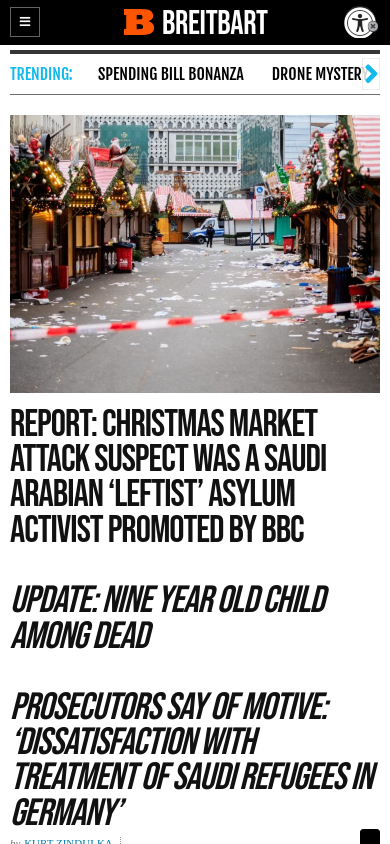 BREITBART
TRENDING: SPENDING BILL BONANZA DRONE MYSTER
REPORT: CHRISTMAS MARKET
ATTACK SUSPECT WAS A SAUDI
ARABIAN ‘LEFTIST’ ASYLUM
ACTIVIST PROMOTED BY BBC
UPDATE: NINE YEAR OLD CHILD
AMONG DEAD
PROSECUTORS SAY OF MOTIVE:
‘DISSATISFACTION WITH
TREATMENT OF SAUDI REFUGEES IN
GERMANY’
by KURT ZINDULKA